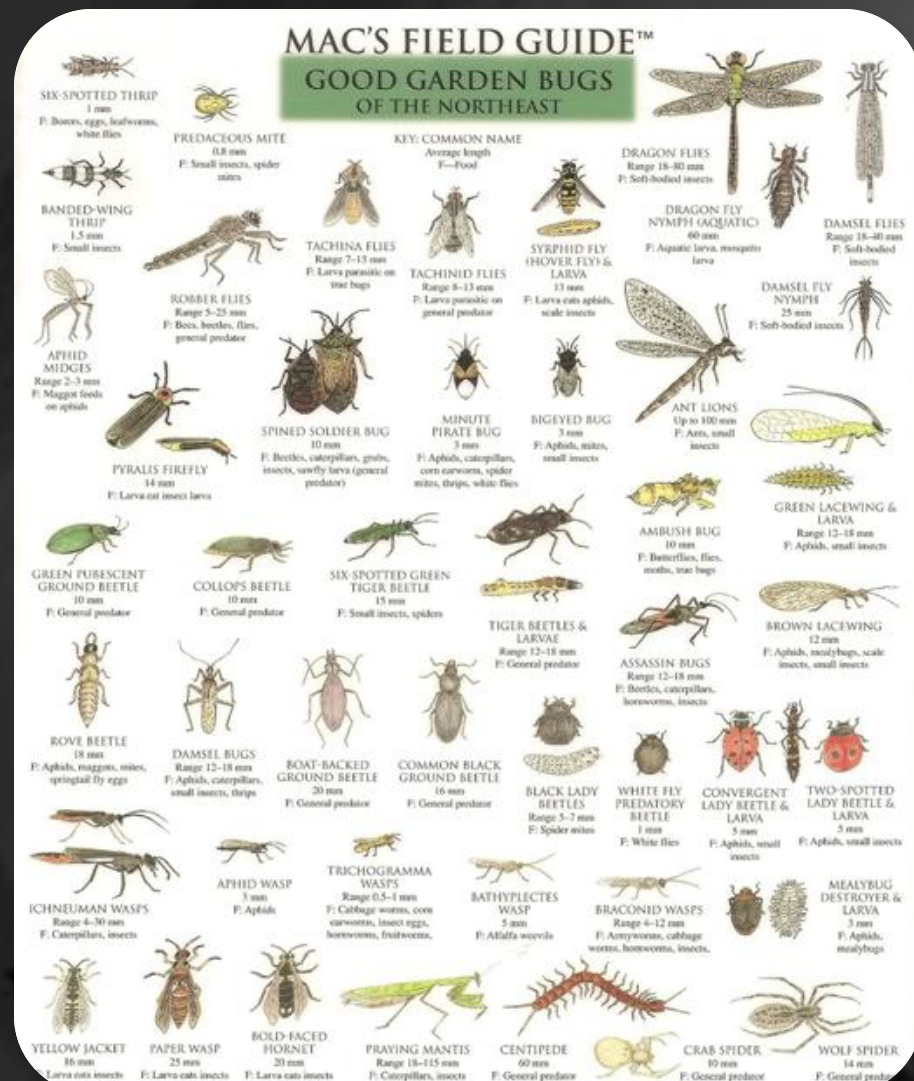 MAC'S FIELD GUIDE™
GOOD GARDEN BUGS
OF THE NORTHEAST
KEY: COMMON NAME
Average length
F—Food
SIX-SPOTTED THRIP
1 mm
F: Borers, eggs, leafworms,
white flies
PREDACEOUS MITE
0.8 mm
F: Small insects, spider
mites
DRAGON FLIES
Range 18–80 mm
F: Soft-bodied insects
BANDED-WING
THRIP
1.5 mm
F: Small insects
TACHINA FLIES
Range 7–13 mm
F: Larva parasitic on
true bugs
TACHINID FLIES
Range 8–13 mm
F: Larva parasitic on
general predator
SYRPHID FLY
(HOVER FLY) &
LARVA
13 mm
F: Larva eats aphids,
scale insects
DRAGON FLY
NYMPH (AQUATIC)
60 mm
F: Aquatic larva, mosquito
larva
DAMSEL FLIES
Range 18–40 mm
F: Soft-bodied
insects
ROBBER FLIES
Range 5–25 mm
F: Bees, beetles, flies,
general predator
DAMSEL FLY
NYMPH
25 mm
F: Soft-bodied insects
APHID
MIDGES
Range 2–3 mm
F: Maggot feeds
on aphids
PYRALIS FIREFLY
14 mm
F: Larva eat insect larva
SPINED SOLDIER BUG
10 mm
F: Beetles, caterpillars, grubs,
insects, sawfly larva (general
predator)
MINUTE
PIRATE BUG
3 mm
F: Aphids, caterpillars,
corn earworm, spider
mites, thrips, white flies
BIGEYED BUG
3 mm
F: Aphids, mites,
small insects
ANT LIONS
Up to 100 mm
F: Ants, small
insects
GREEN LACEWING &
LARVA
Range 12–18 mm
F: Aphids, small insects
AMBUSH BUG
10 mm
F: Butterflies, flies,
moths, true bugs
GREEN PUBESCENT
GROUND BEETLE
10 mm
F: General predator
COLLOPS BEETLE
10 mm
F: General predator
SIX-SPOTTED GREEN
TIGER BEETLE
15 mm
F: Small insects, spiders
TIGER BEETLES &
LARVAE
Range 12–18 mm
F: General predator
ASSASSIN BUGS
Range 12–18 mm
F: Beetles, caterpillars,
hornworms, insects
BROWN LACEWING
12 mm
F: Aphids, mealybugs, scale
insects, small insects
ROVE BEETLE
18 mm
F: Aphids, maggots, mites,
springtail fly eggs
DAMSEL BUGS
Range 12–18 mm
F: Aphids, caterpillars,
small insects, thrips
BOAT-BACKED
GROUND BEETLE
20 mm
F: General predator
COMMON BLACK
GROUND BEETLE
16 mm
F: General predator
BLACK LADY
BEETLES
Range 5–7 mm
F: Spider mites
WHITE FLY
PREDATORY
BEETLE
1 mm
F: White flies
CONVERGENT
LADY BEETLE &
LARVA
5 mm
F: Aphids, small
insects
TWO-SPOTTED
LADY BEETLE &
LARVA
5 mm
F: Aphids, small insects
ICHNEUMAN WASPS
Range 4–30 mm
F: Caterpillars, insects
APHID WASP
3 mm
F: Aphids
TRICHOGRAMMA
WASPS
Range 0.5–1 mm
F: Cabbage worms, corn
earworms, insect eggs,
hornworms, fruitworms,
BATHYPLECTES
WASP
5 mm
F: Alfalfa weevils
BRACONID WASPS
Range 4–12 mm
F: Armyworms, cabbage
worms, hornworms, insects,
MEALYBUG
DESTROYER &
LARVA
3 mm
F: Aphids,
mealybugs
YELLOW JACKET
16 mm
Larva eats insects
PAPER WASP
25 mm
F: Larva eats insects
BOLD-FACED
HORNET
20 mm
F: Larva eats insects
PRAYING MANTIS
Range 18–115 mm
F: Caterpillars, insects
CENTIPEDE
60 mm
F: General predator
CRAB SPIDER
10 mm
F: General predator
WOLF SPIDER
14 mm
F: General